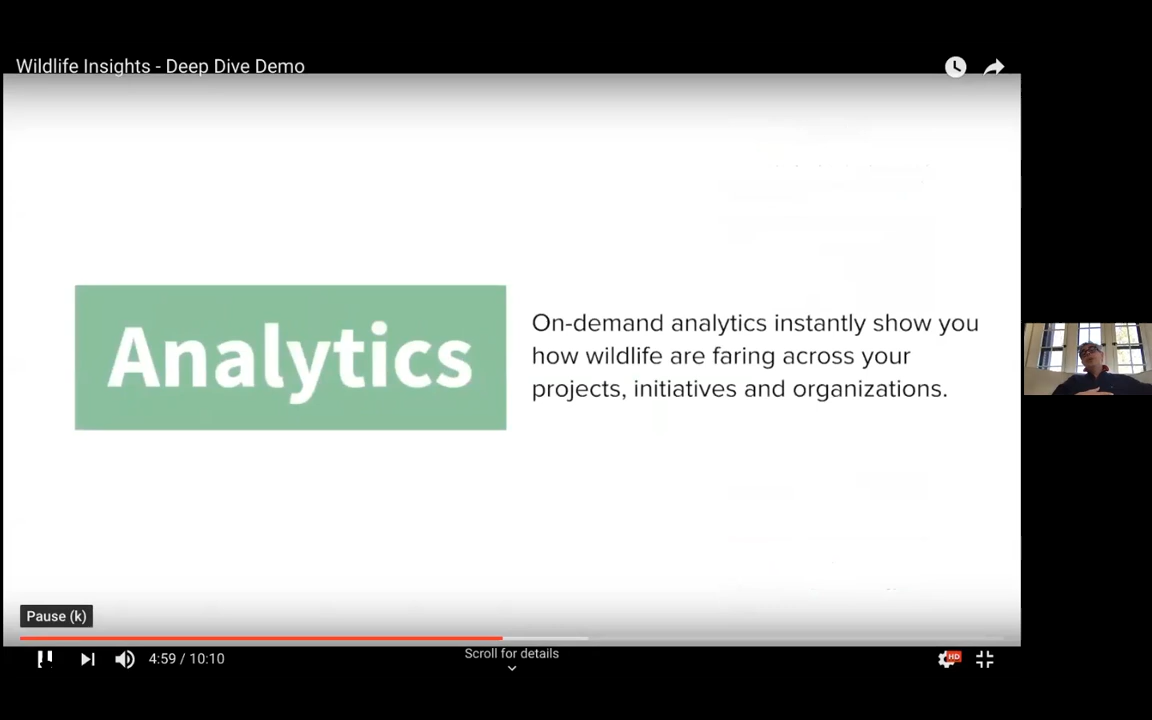 Wildlife Insights - Deep Dive Demo
Analytics
On-demand analytics instantly show you
how wildlife are faring across your
projects, initiatives and organizations.
Pause (k)
4:59 / 10:10
Scroll for details
HD